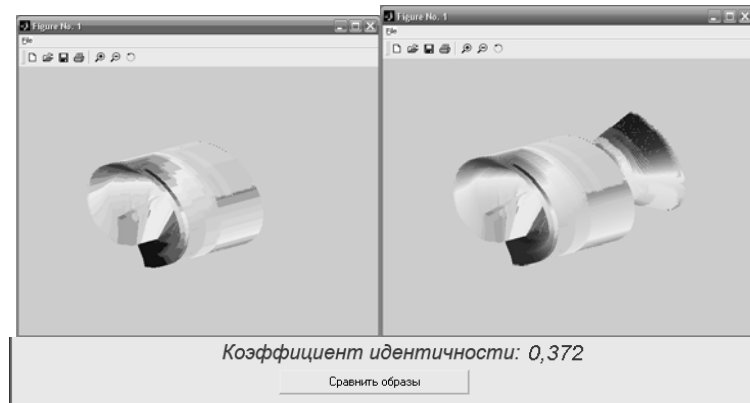 Figure No. 1
File
Figure No. 1
File
Коэффициент идентичности: 0,372
Сравнить образы